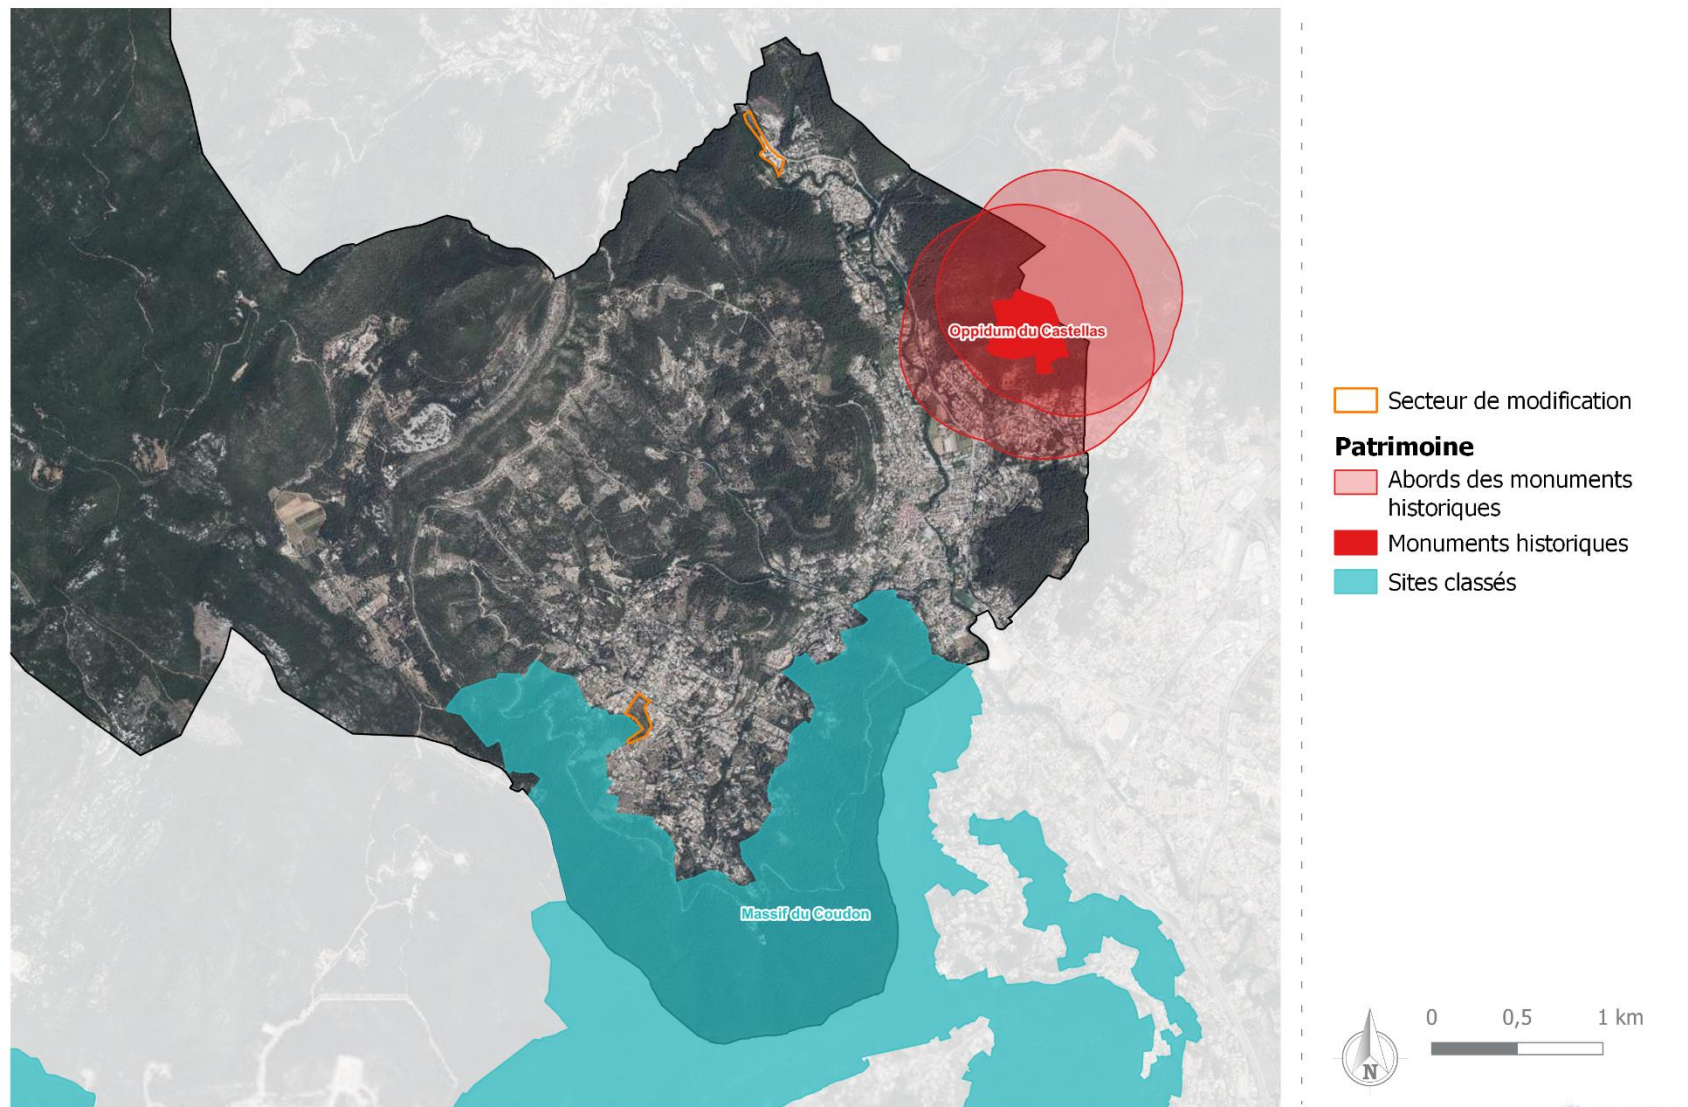 Oppidum du Castellas
Massif du Coudon
Secteur de modification
Patrimoine
Abords des monuments
historiques
Monuments historiques
Sites classés
0 0,5 1 km
N